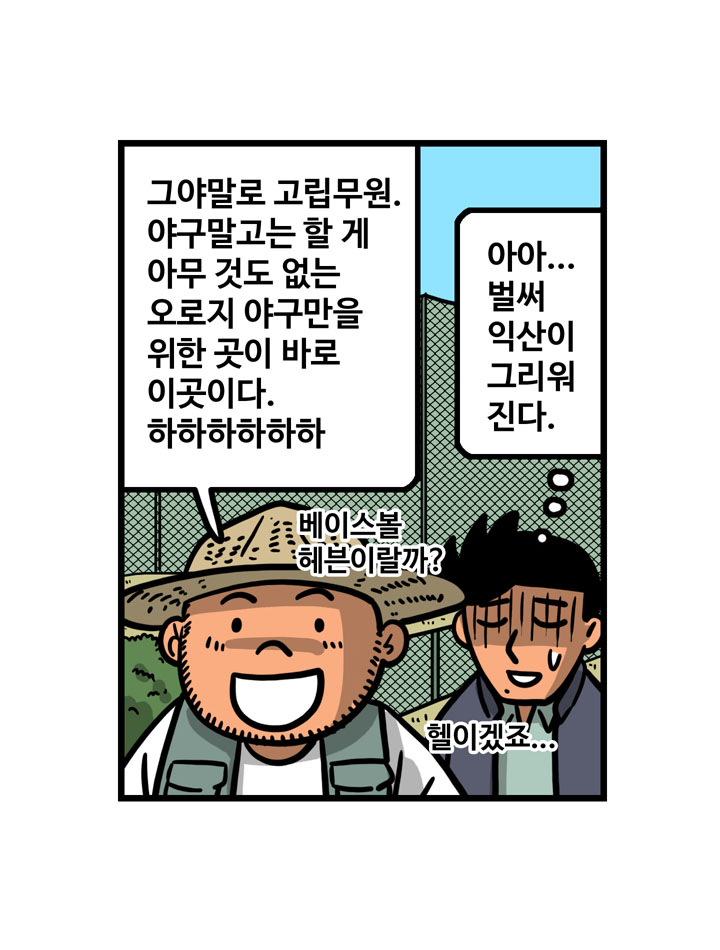 그야말로 고립무원.
야구말고는 할 게
아무 것도 없는
오로지 야구만을
위한 곳이 바로
이곳이다.
하하하하하하
아아...
벌써
익산이
그리워
진다.
베이스볼
헤븐이랄까?
헬이겠죠...